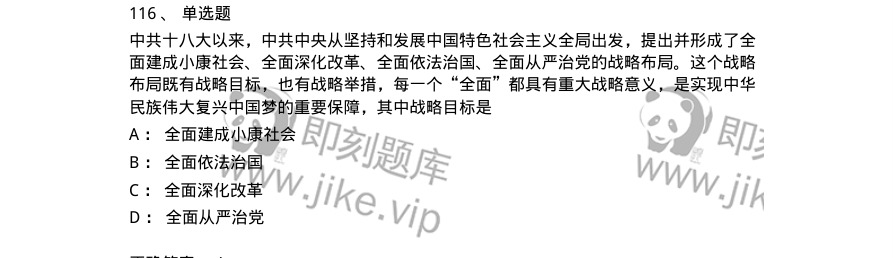 116 、 单选题
中共十八大以来，中共中央从坚持和发展中国特色社会主义全局出发，提出并形成了全
面建成小康社会、全面深化改革、全面依法治国、全面从严治党的战略布局。这个战略
布局既有战略目标，也有战略举措，每一个“全面”都具有重大战略意义，是实现中华
民族伟大复兴中国梦的重要保障，其中战略目标是
A ： 全面建成小康社会
B ： 全面依法治国
C ： 全面深化改革
D ： 全面从严治党
即刻题库
www.jike.vip
即刻
www.jik